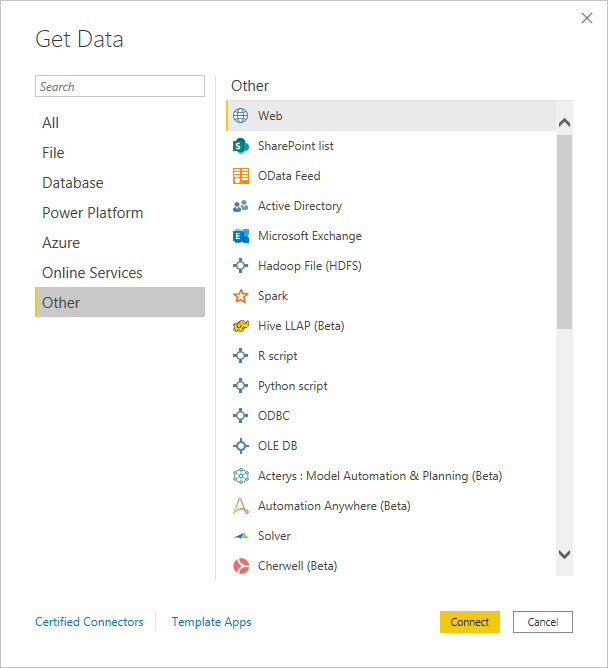 Get Data
Search
All
File
Database
Power Platform
Azure
Online Services
Other
Other
Web
SharePoint list
OData Feed
Active Directory
Microsoft Exchange
Hadoop File (HDFS)
Spark
Hive LLAP (Beta)
R script
Python script
ODBC
OLE DB
Acterys : Model Automation & Planning (Beta)
Automation Anywhere (Beta)
Solver
Cherwell (Beta)
Certified Connectors
Template Apps
Connect
Cancel